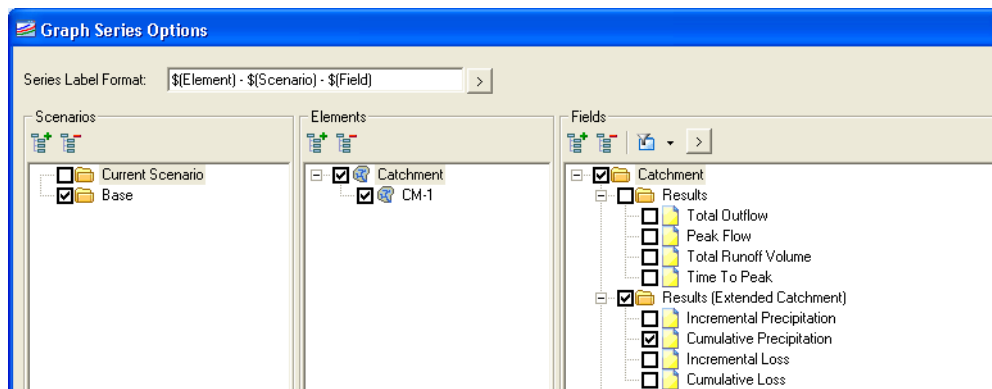 Graph Series Options
Series Label Format: $(Element) - $(Scenario) - $(Field) >
Scenarios
Current Scenario
Base
Elements
Catchment
CM-1
Fields
>
Catchment
Results
Total Outflow
Peak Flow
Total Runoff Volume
Time To Peak
Results (Extended Catchment)
Incremental Precipitation
Cumulative Precipitation
Incremental Loss
Cumulative Loss